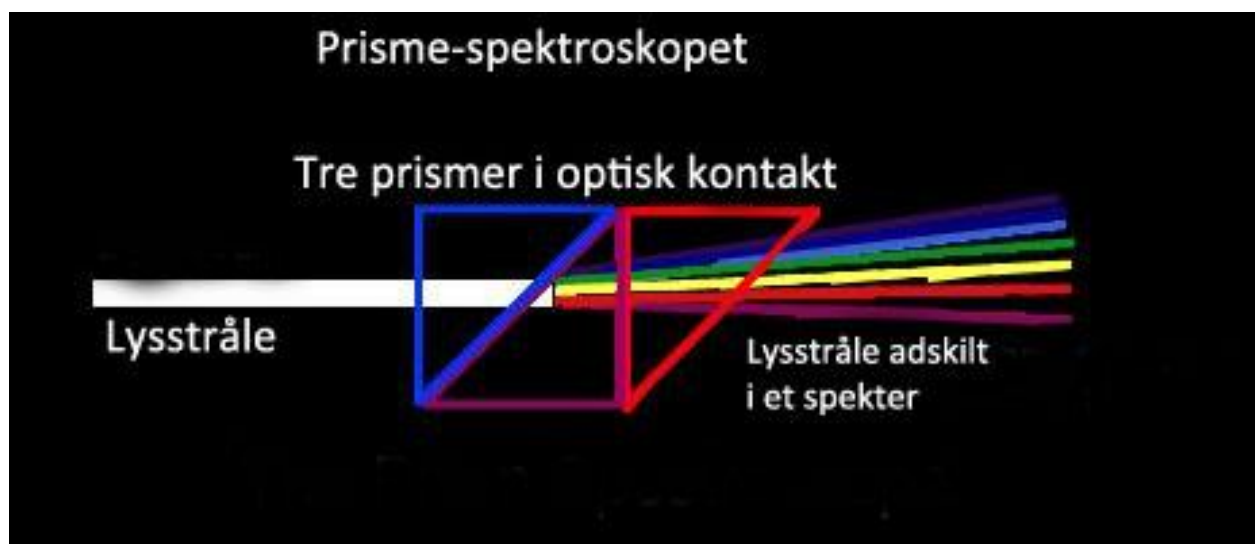 Prisme-spektroskopet
Tre prismer i optisk kontakt
Lysstråle
Lysstråle adskilt
i et spekter